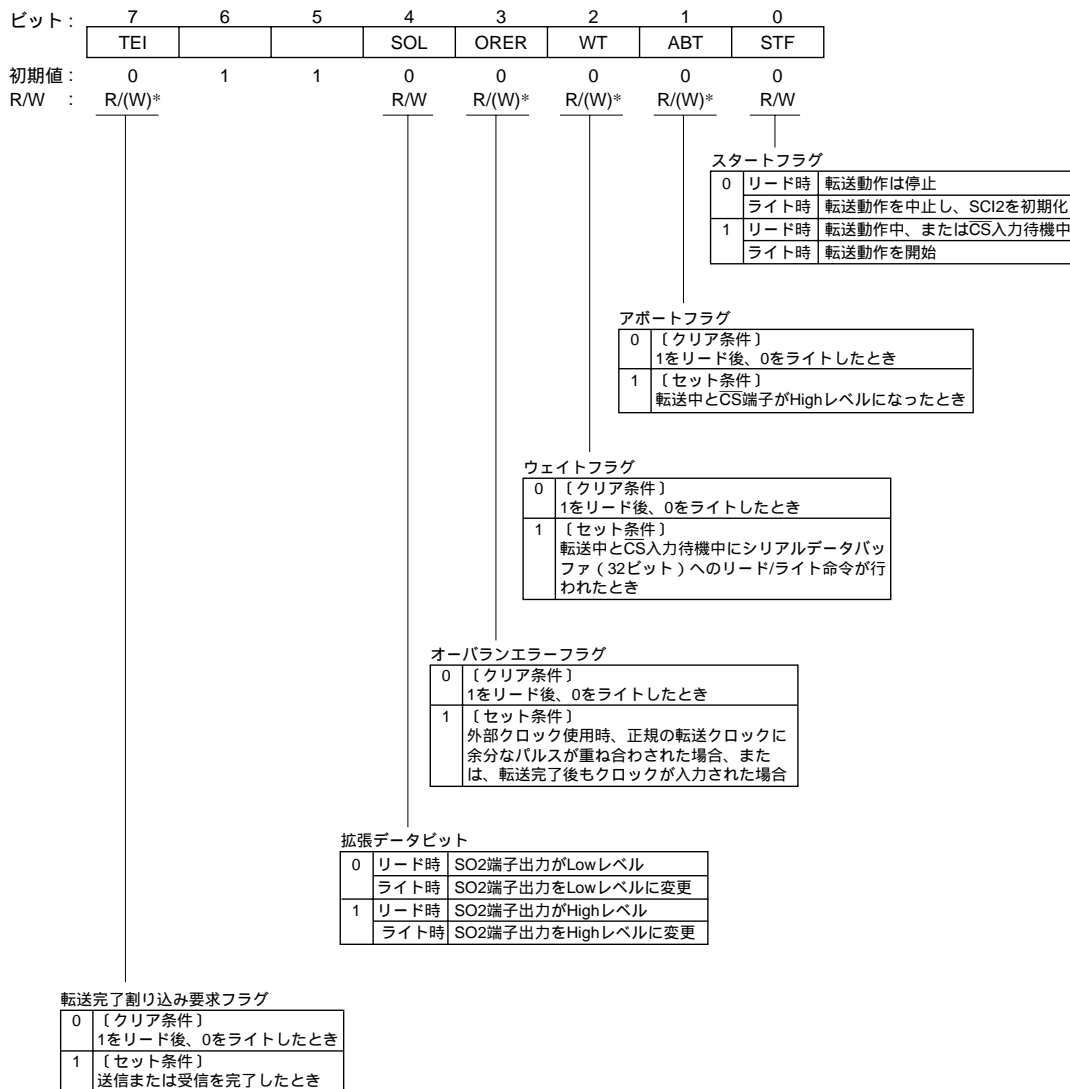 ビット: 7 6 5 4 3 2 1 0
TEI SOL ORER WT ABT STF
初期値: 0 1 1 0 0 0 0 0
R/W : R/(W)* R/W R/(W)* R/(W)* R/(W)* R/W
スタートフラグ
0 リード時 転送動作は停止
ライト時 転送動作を中止し、SCI2を初期化
1 リード時 転送動作中、またはCS入力待機中
ライト時 転送動作を開始
アボートフラグ
0 〔クリア条件〕
1をリード後、0をライトしたとき
1 〔セット条件〕
転送中とCS端子がHighレベルになったとき
ウェイトフラグ
0 〔クリア条件〕
1をリード後、0をライトしたとき
1 〔セット条件〕
転送中とCS入力待機中にシリアルデータバッ
ファ(32ビット)へのリード/ライト命令が行
われたとき
オーバランエラーフラグ
0 〔クリア条件〕
1をリード後、0をライトしたとき
1 〔セット条件〕
外部クロック使用時、正規の転送クロックに
余分なパルスが重ね合わされた場合、また
は、転送完了後もクロックが入力された場合
拡張データビット
0 リード時 SO2端子出力がLowレベル
ライト時 SO2端子出力をLowレベルに変更
1 リード時 SO2端子出力がHighレベル
ライト時 SO2端子出力をHighレベルに変更
転送完了割り込み要求フラグ
0 〔クリア条件〕
1をリード後、0をライトしたとき
1 〔セット条件〕
送信または受信を完了したとき